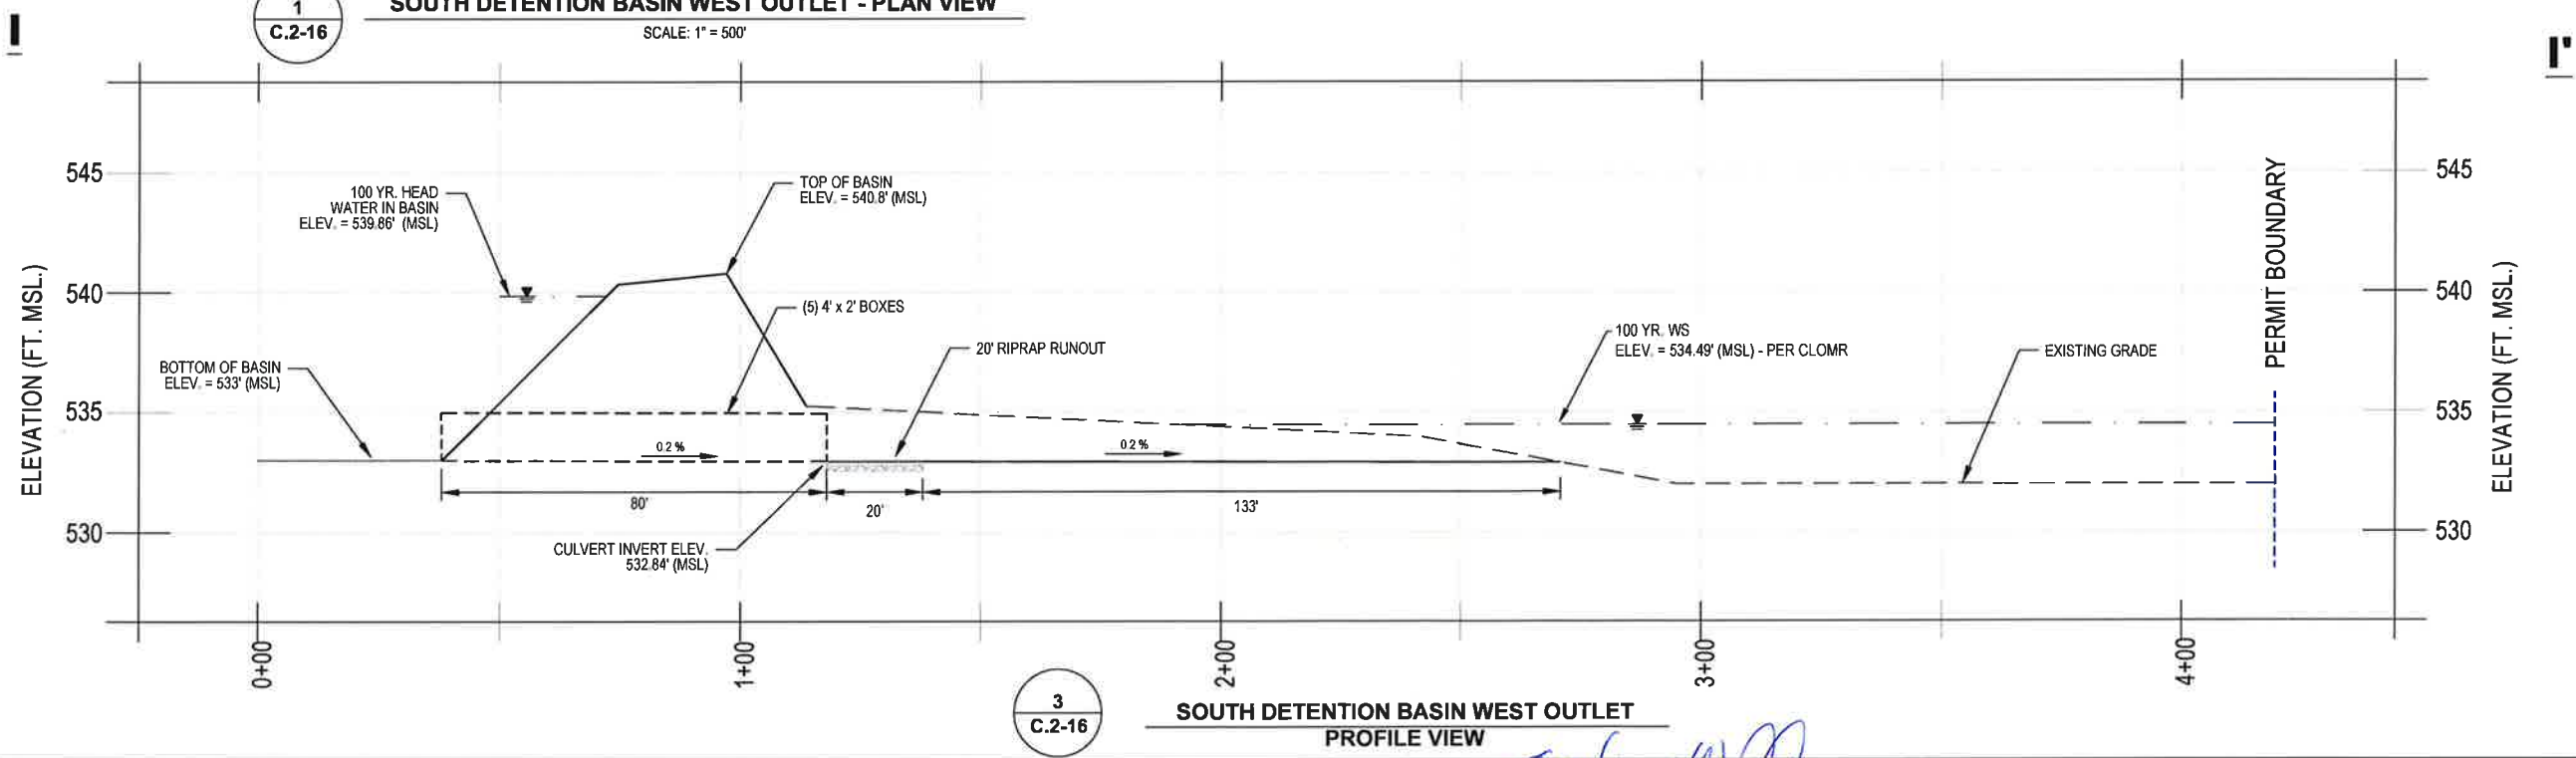 1
C.2-16
SOUTH DETENTION BASIN WEST OUTLET - PLAN VIEW
SCALE: 1" = 500'
I
I'
545
540
535
530
ELEVATION (FT. MSL.)
100 YR. HEAD
WATER IN BASIN
ELEV. = 539.86' (MSL)
TOP OF BASIN
ELEV. = 540.8' (MSL)
(5) 4' x 2' BOXES
20' RIPRAP RUNOUT
BOTTOM OF BASIN
ELEV. = 533' (MSL)
100 YR. WS
ELEV. = 534.49' (MSL) - PER CLOMR
EXISTING GRADE
PERMIT BOUNDARY
0.2 %
0.2 %
80'
20'
133'
CULVERT INVERT ELEV.
532.84' (MSL)
545
540
535
530
ELEVATION (FT. MSL.)
0+00
1+00
2+00
3+00
4+00
3
C.2-16
SOUTH DETENTION BASIN WEST OUTLET
PROFILE VIEW